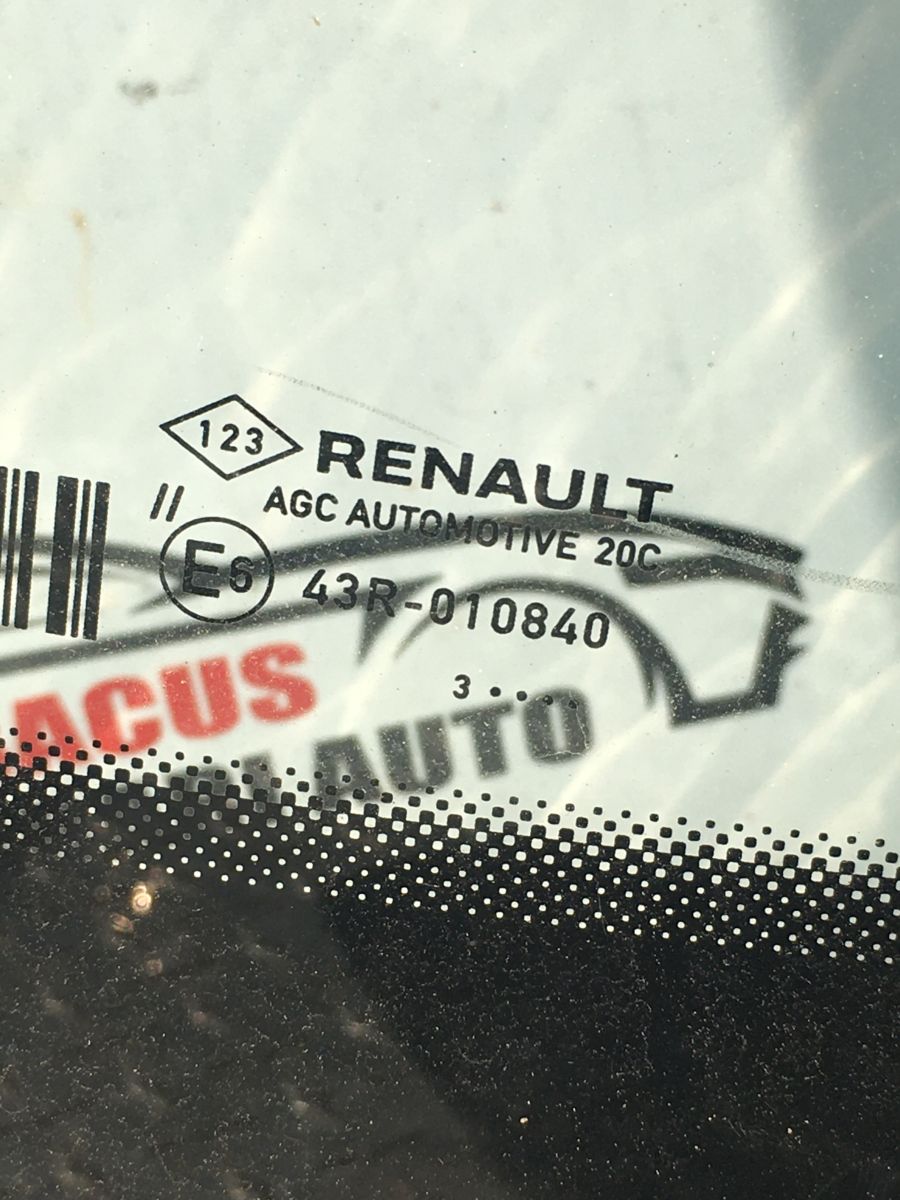 123
RENAULT
AGC AUTOMOTIVE 20C
//
E6
43R-010840
3 . . . .
ACUS
AUTO